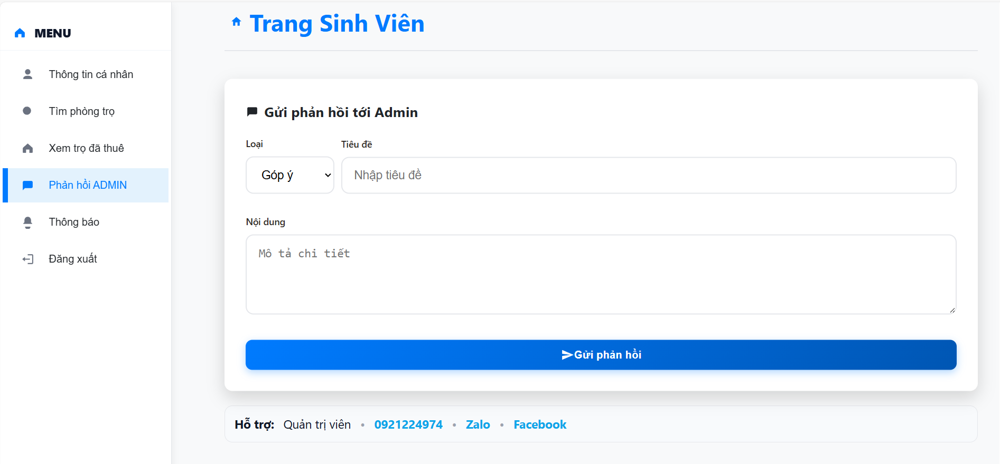 MENU
Thông tin cá nhân
Tìm phòng trọ
Xem trọ đã thuê
Phản hồi ADMIN
Thông báo
Đăng xuất
Trang Sinh Viên
Gửi phản hồi tới Admin
Loại
Tiêu đề
Góp ý
Nhập tiêu đề
Nội dung
Mô tả chi tiết
Gửi phản hồi
Hỗ trợ: Quản trị viên • 0921224974 • Zalo • Facebook